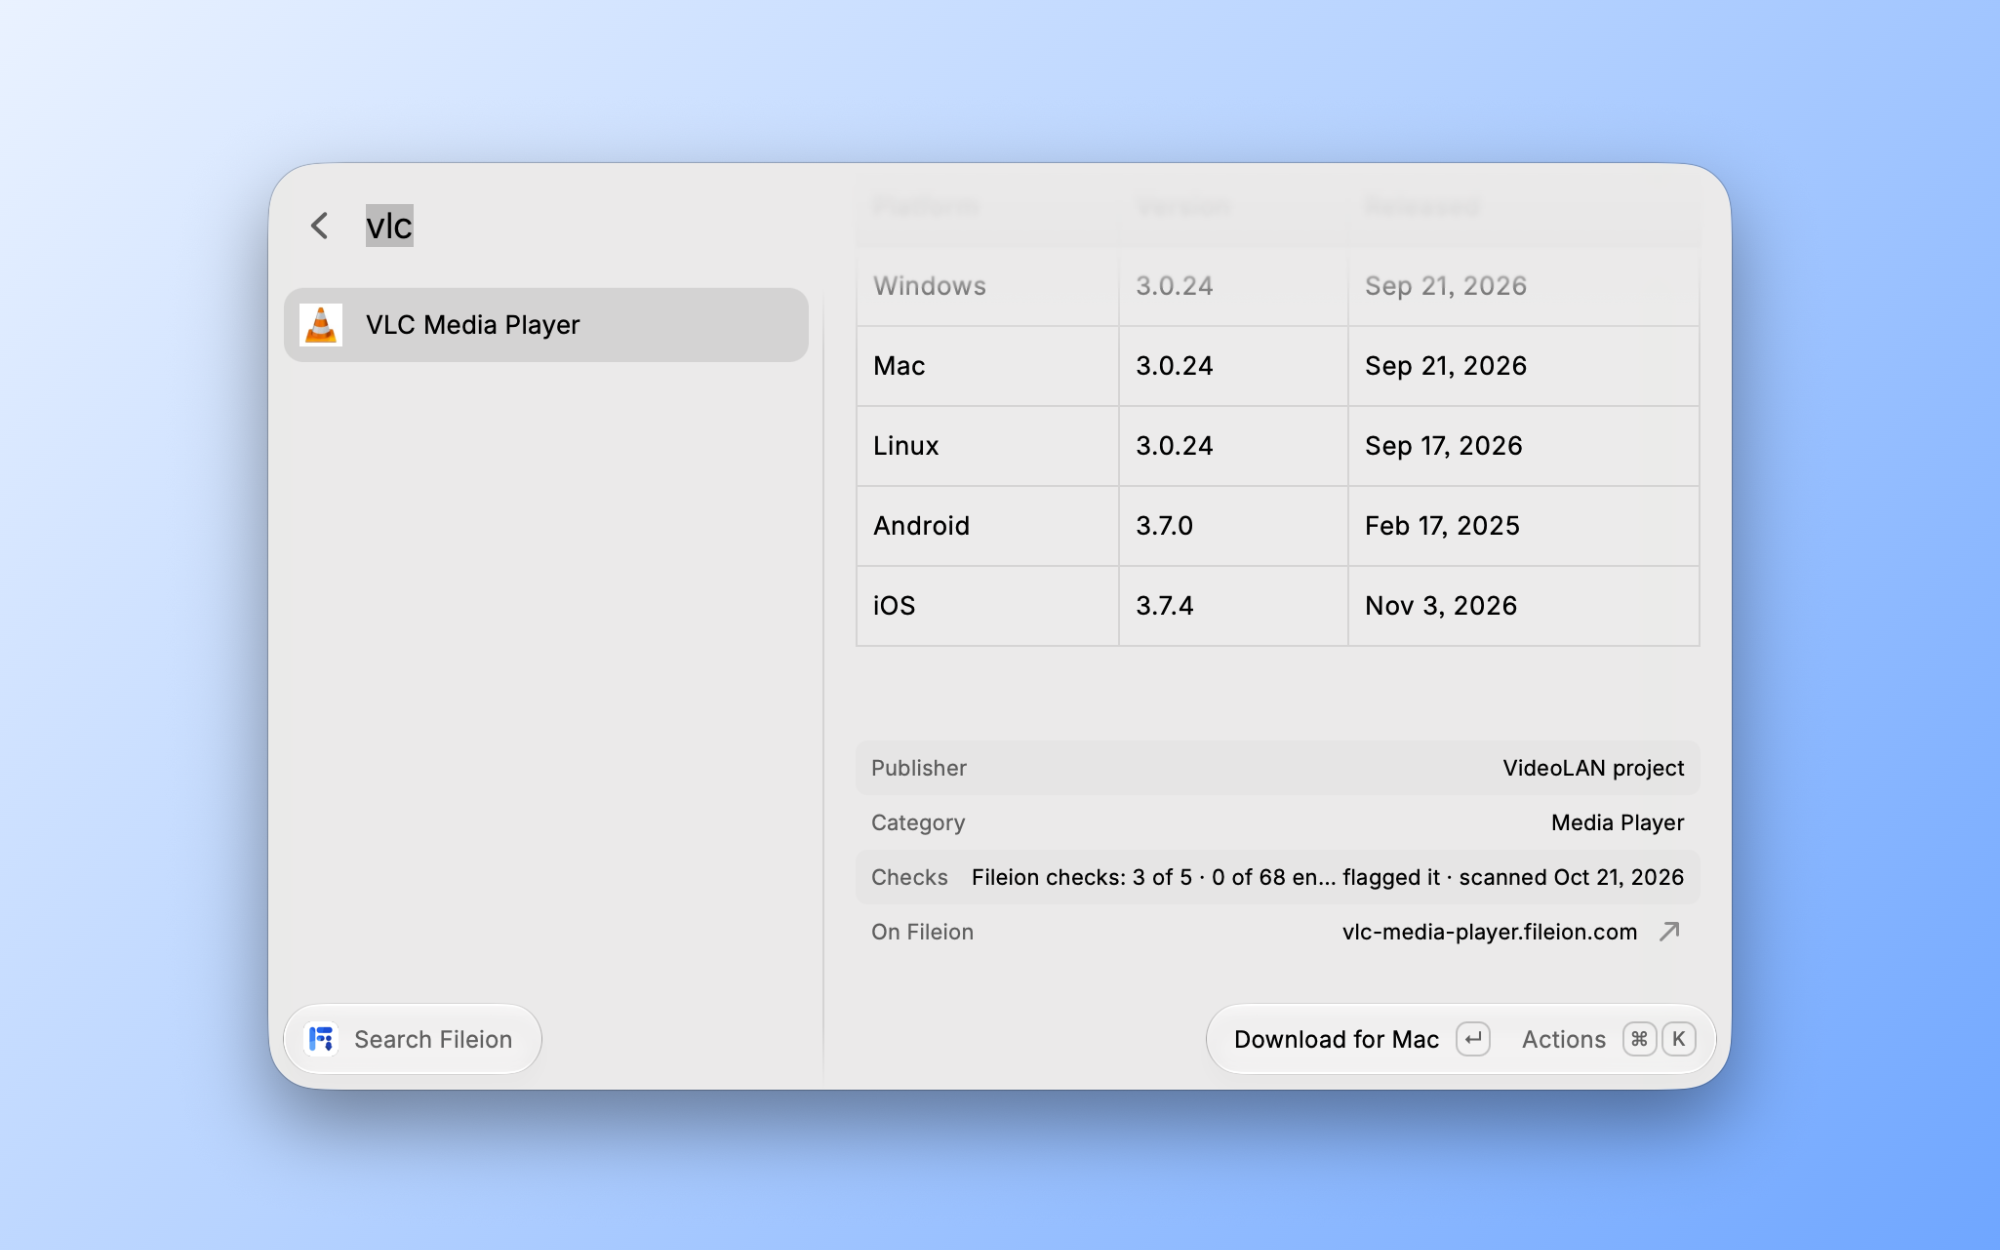 vlc
VLC Media Player
Platform Version Released
Windows 3.0.24 Sep 21, 2026
Mac 3.0.24 Sep 21, 2026
Linux 3.0.24 Sep 17, 2026
Android 3.7.0 Feb 17, 2025
iOS 3.7.4 Nov 3, 2026
Publisher VideoLAN project
Category Media Player
Checks Fileion checks: 3 of 5 · 0 of 68 en... flagged it · scanned Oct 21, 2026
On Fileion vlc-media-player.fileion.com
Search Fileion
Download for Mac Actions ⌘ K